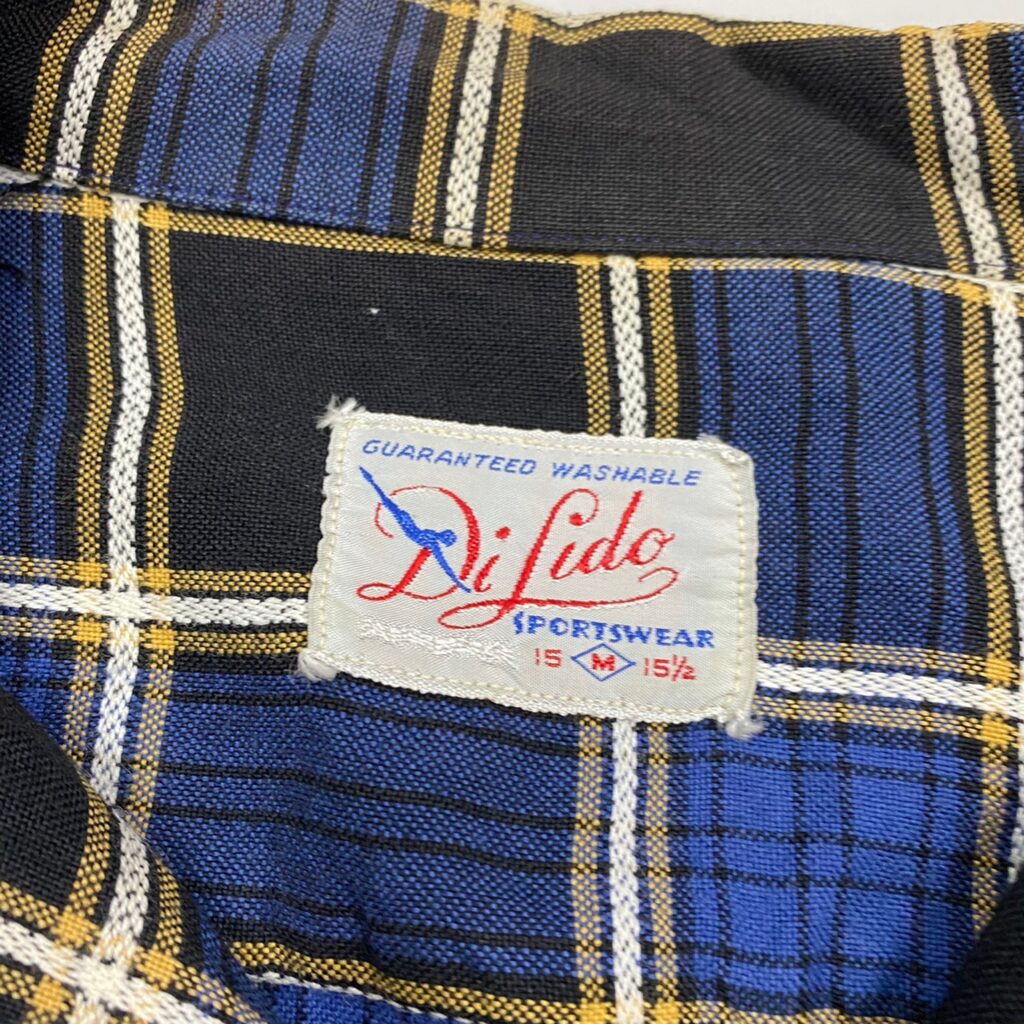 GUARANTEED WASHABLE
Di Lido
SPORTSWEAR
15 M 15½